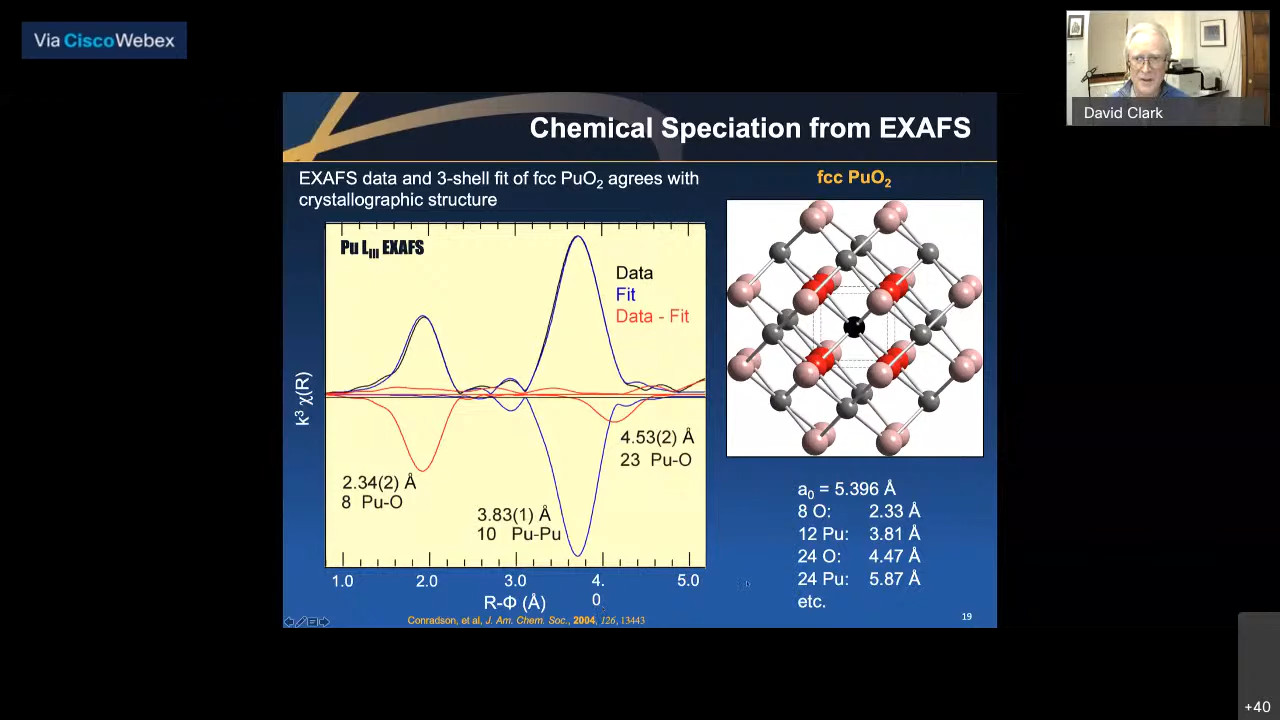 Via Cisco Webex
David Clark
Chemical Speciation from EXAFS
EXAFS data and 3-shell fit of fcc PuO₂ agrees with
crystallographic structure
fcc PuO₂
Pu L_III EXAFS
Data
Fit
Data - Fit
k³ χ(R)
4.53(2) Å
23 Pu-O
2.34(2) Å
8 Pu-O
3.83(1) Å
10 Pu-Pu
1.0 2.0 3.0 4. 5.0
0
R-Φ (Å)
a₀ = 5.396 Å
8 O: 2.33 Å
12 Pu: 3.81 Å
24 O: 4.47 Å
24 Pu: 5.87 Å
etc.
Conradson, et al, J. Am. Chem. Soc., 2004, 126, 13443
19
+40